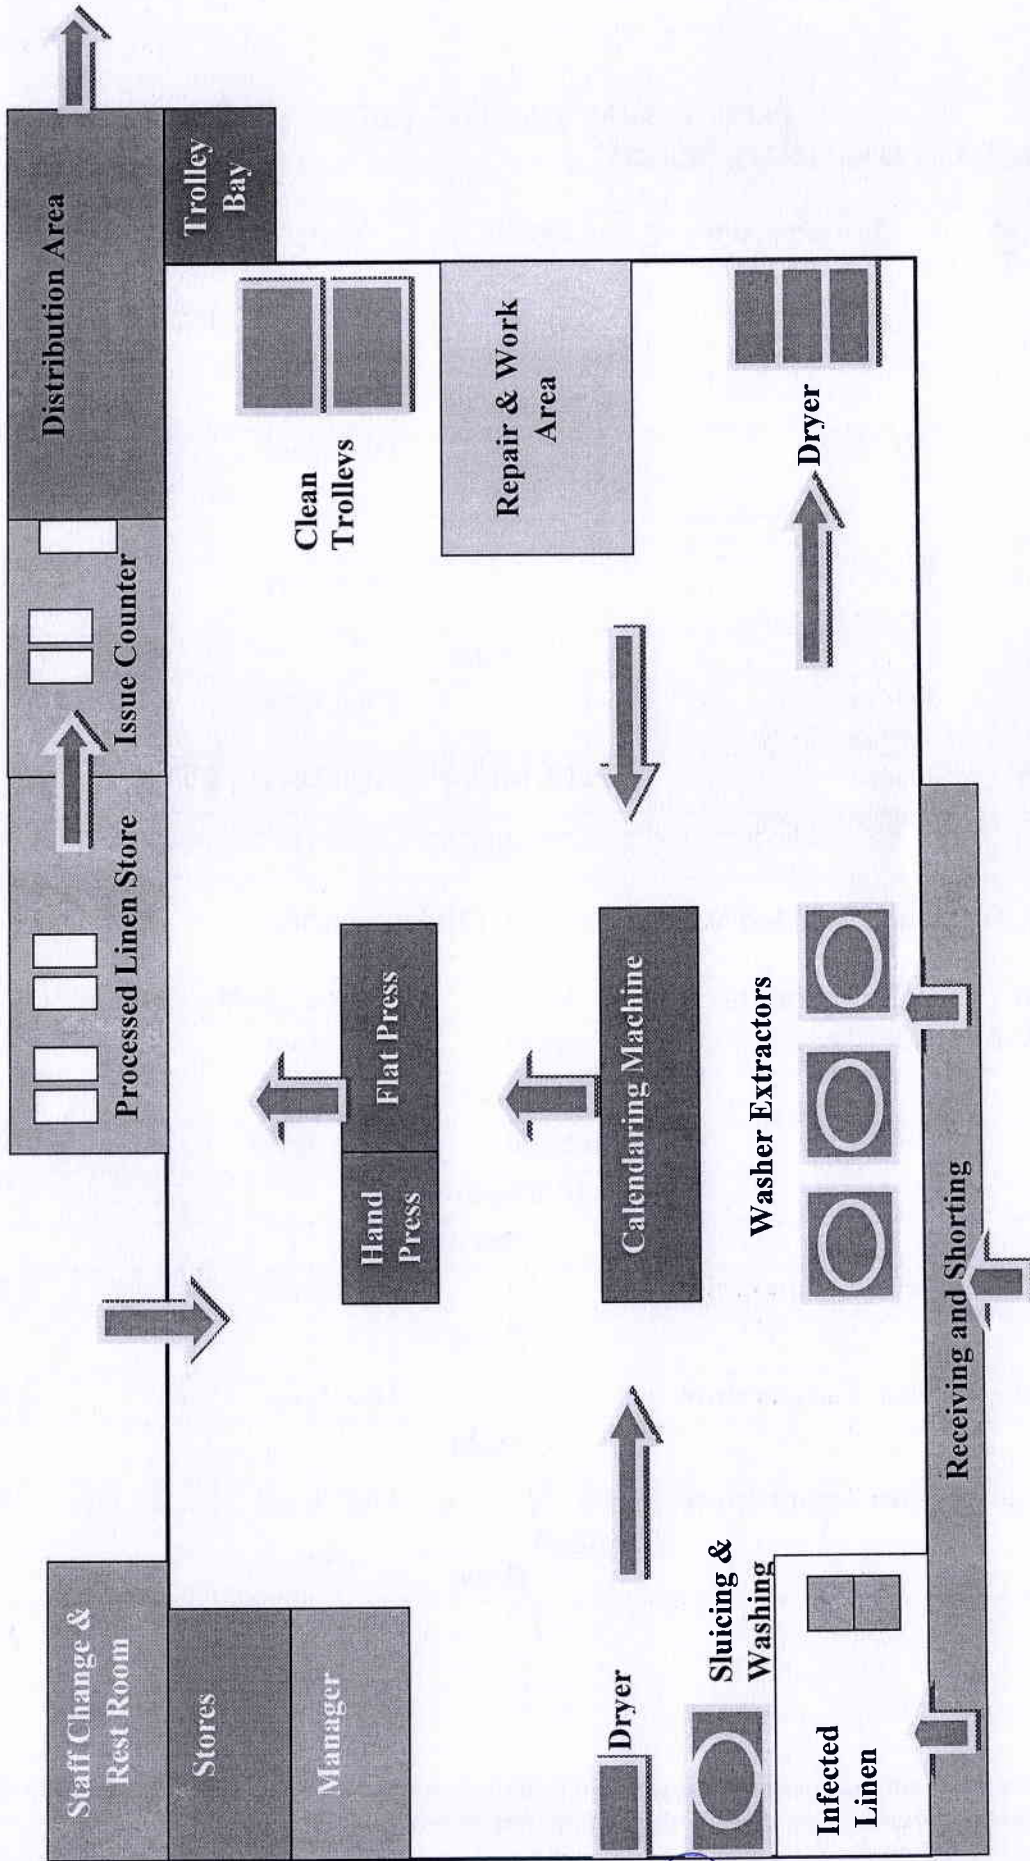 Staff Change &
Rest Room
Stores
Manager
Processed Linen Store
Issue Counter
Distribution Area
Trolley
Bay
Clean
Trolleys
Hand
Press
Flat Press
Repair & Work
Area
Calendaring Machine
Dryer
Sluicing &
Washing
Washer Extractors
Dryer
Infected
Linen
Receiving and Shorting